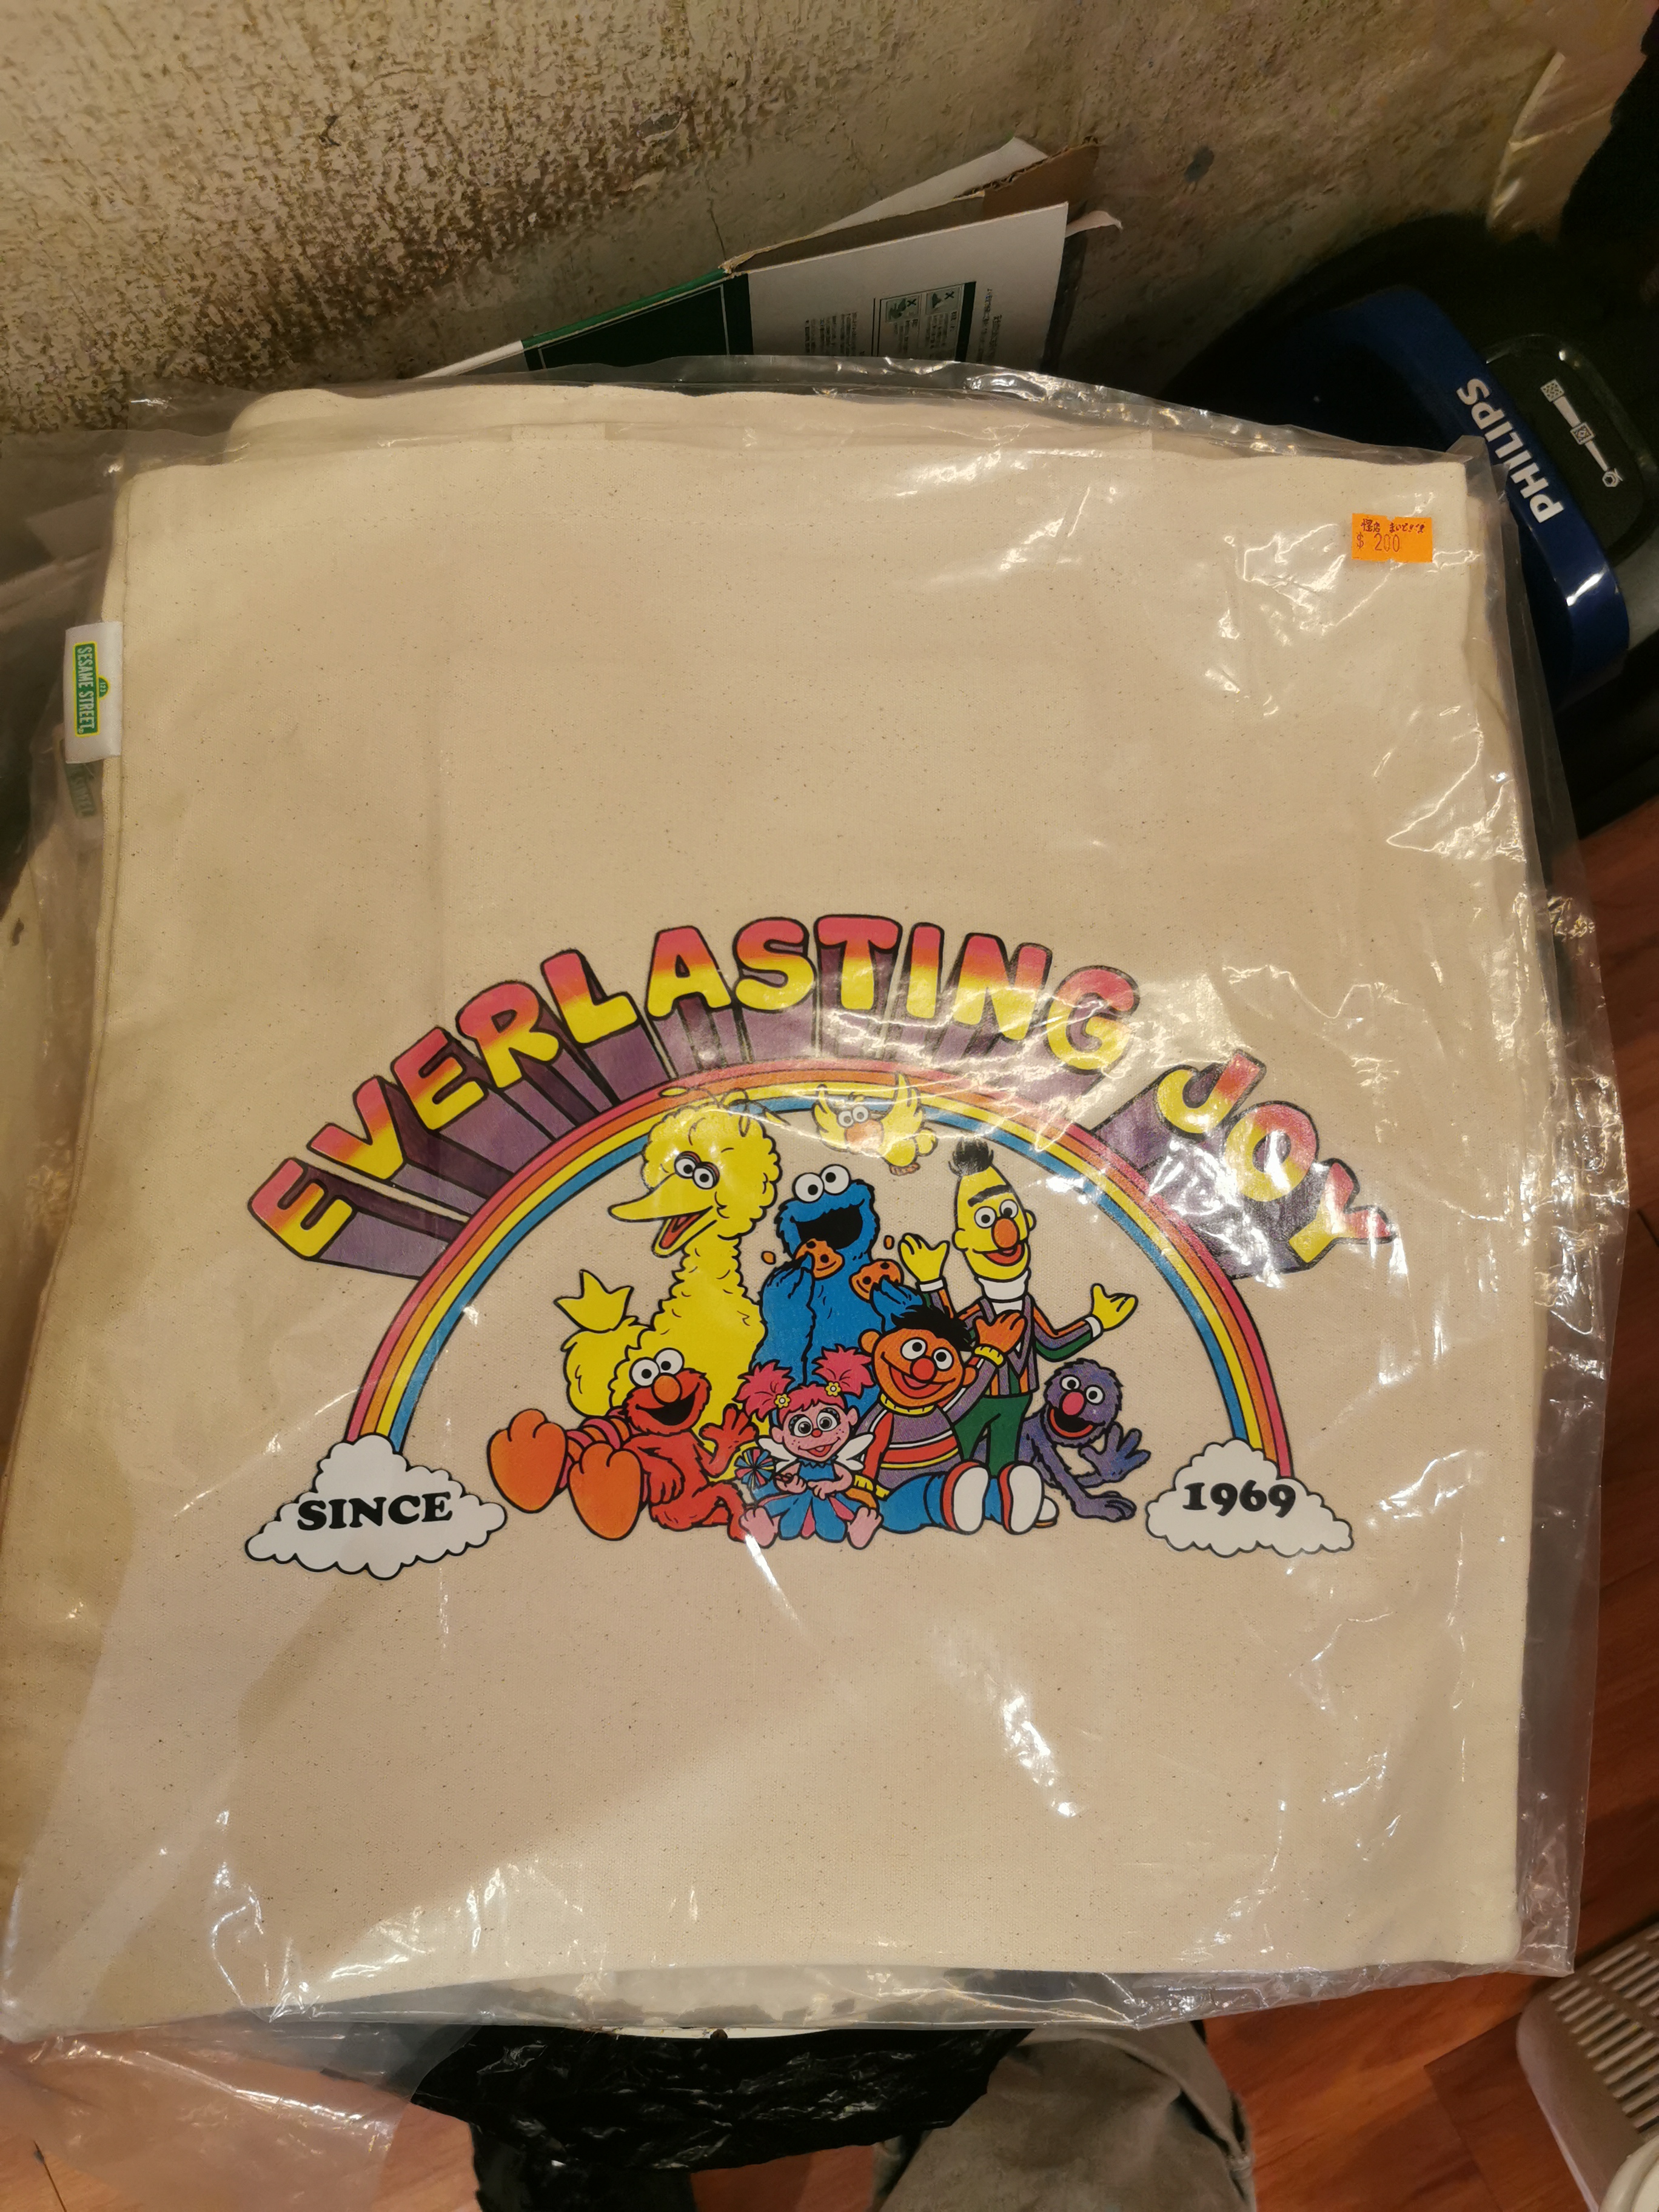 PHILIPS
$ 200
SESAME STREET
EVERLASTING JOY
SINCE
1969